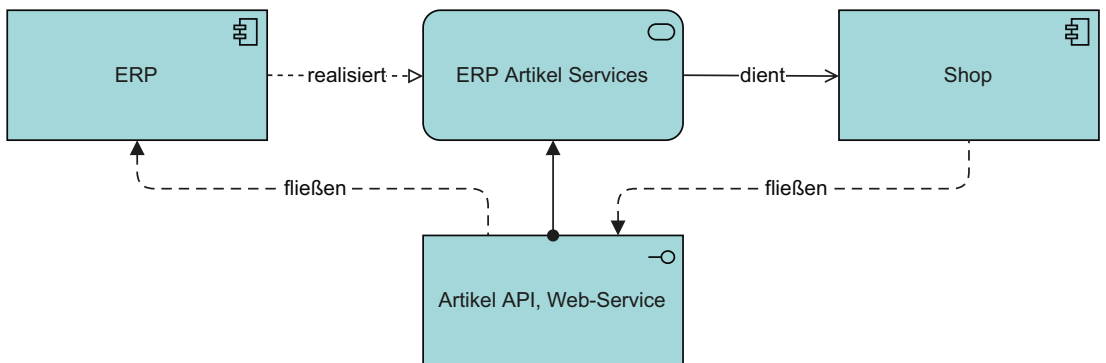 ERP
realisiert
ERP Artikel Services
dient
Shop
fließen
fließen
Artikel API, Web-Service